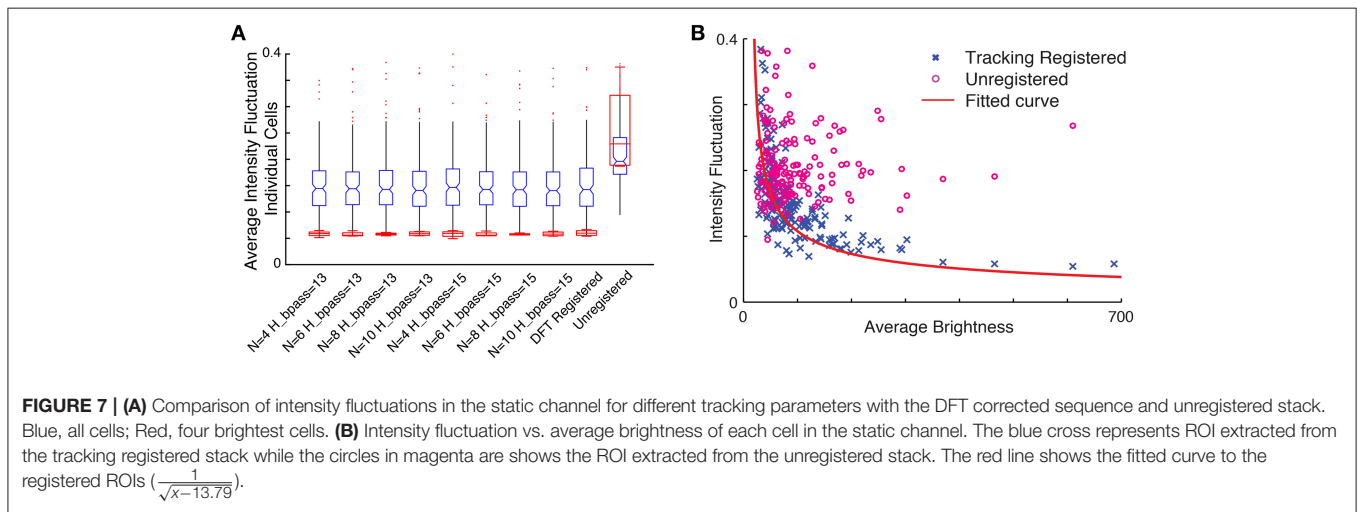 A
0.4
Average Intensity Fluctuation
Individual Cells
0
N=4 H_bpass=13
N=6 H_bpass=13
N=8 H_bpass=13
N=10 H_bpass=13
N=4 H_bpass=15
N=6 H_bpass=15
N=8 H_bpass=15
N=10 H_bpass=15
DFT Registered
Unregistered
B
0.4
Intensity Fluctuation
0
Tracking Registered
Unregistered
Fitted curve
0
Average Brightness
700
FIGURE 7 | (A) Comparison of intensity fluctuations in the static channel for different tracking parameters with the DFT corrected sequence and unregistered stack.
Blue, all cells; Red, four brightest cells. (B) Intensity fluctuation vs. average brightness of each cell in the static channel. The blue cross represents ROI extracted from
the tracking registered stack while the circles in magenta are shows the ROI extracted from the unregistered stack. The red line shows the fitted curve to the
registered ROIs (1/√x−13.79).